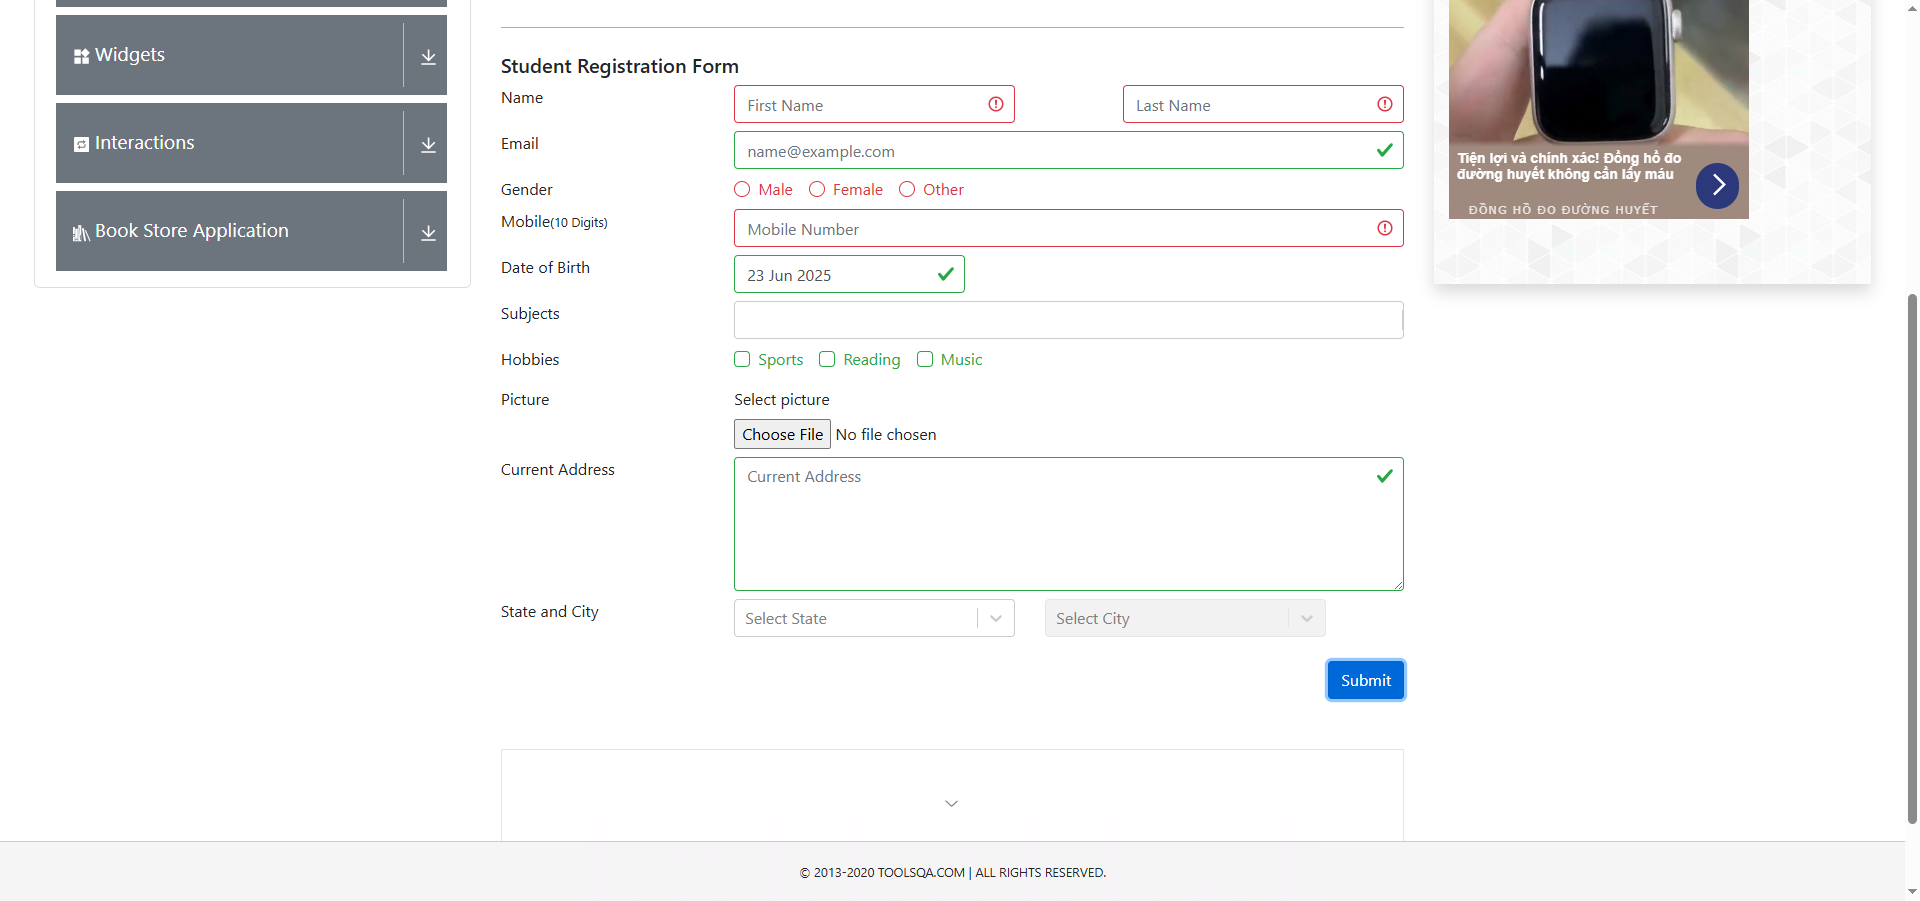 Widgets
Interactions
Book Store Application
Student Registration Form
Name
First Name
Last Name
Email
name@example.com
Gender
Male
Female
Other
Mobile(10 Digits)
Mobile Number
Date of Birth
23 Jun 2025
Subjects
Hobbies
Sports
Reading
Music
Picture
Select picture
Choose File No file chosen
Current Address
Current Address
State and City
Select State
Select City
Submit
Tiện lợi và chính xác! Đồng hồ đo
đường huyết không cần lấy máu
ĐỒNG HỒ ĐO ĐƯỜNG HUYẾT
© 2013-2020 TOOLSQA.COM | ALL RIGHTS RESERVED.